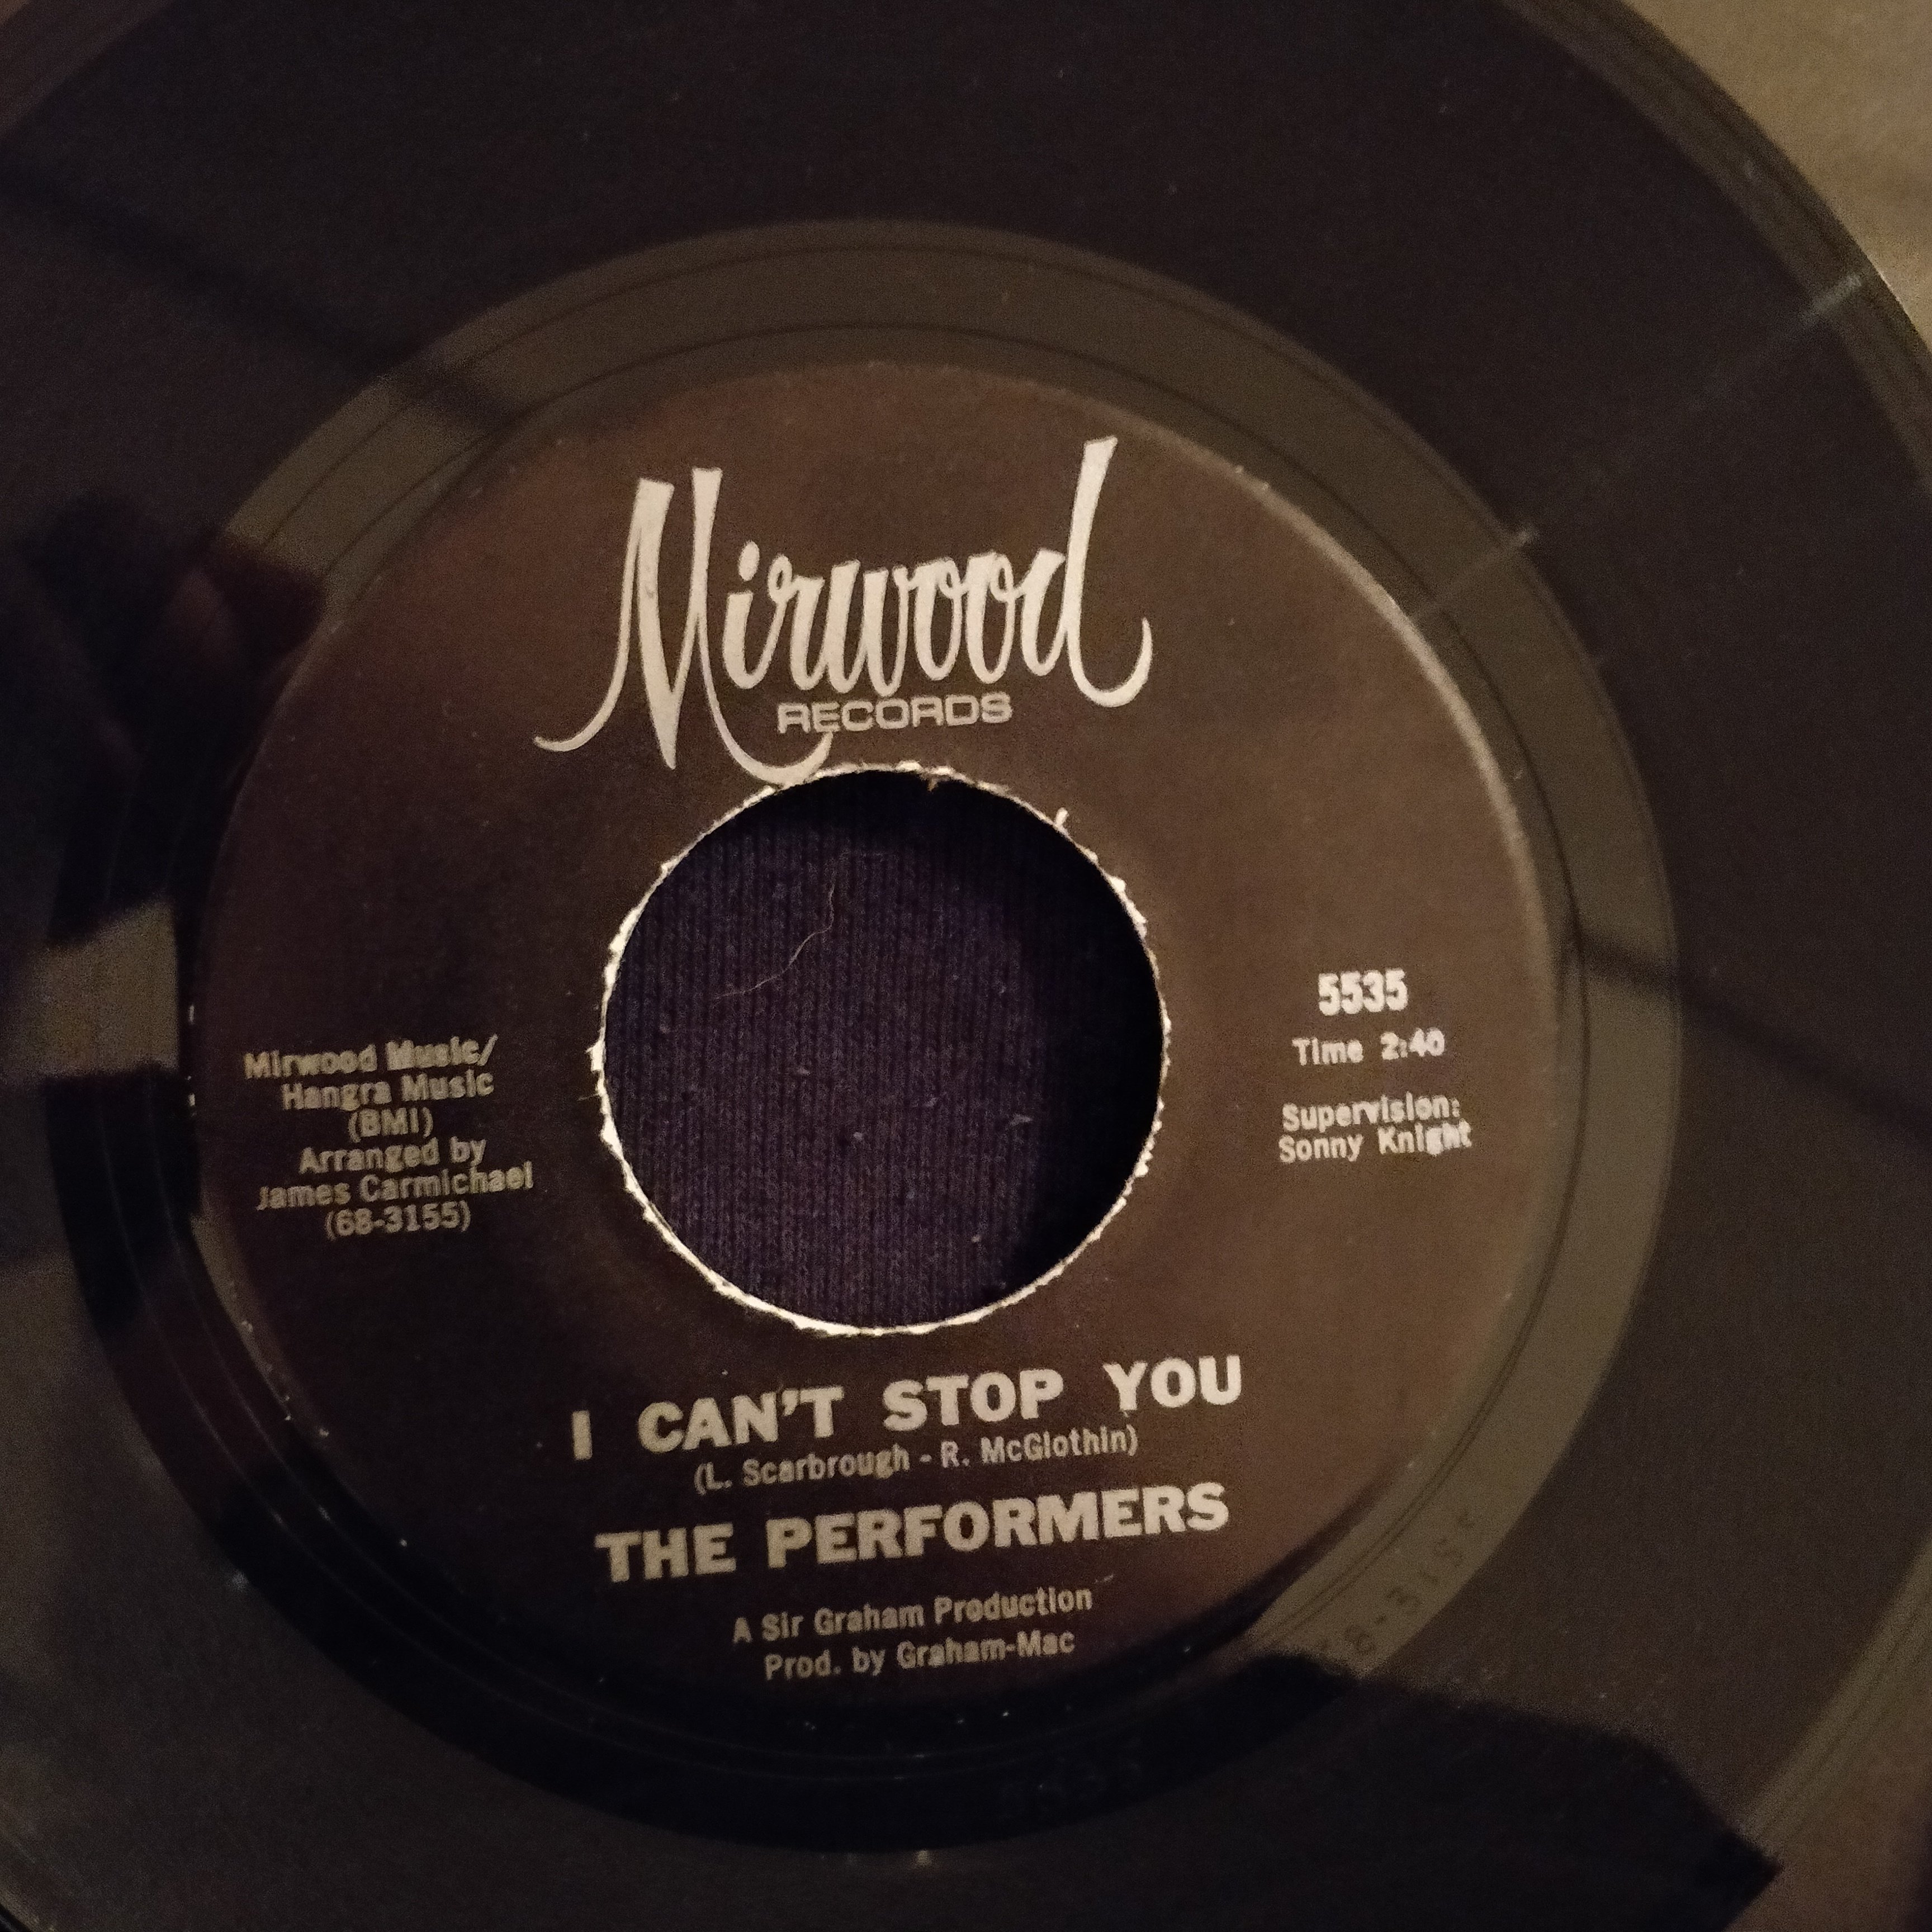 Mirwood
RECORDS
Mirwood Music/
Hangra Music
(BMI)
Arranged by
James Carmichael
(68-3155)
5535
Time 2:40
Supervision:
Sonny Knight
I CAN'T STOP YOU
(L. Scarbrough - R. McGlothin)
THE PERFORMERS
A Sir Graham Production
Prod. by Graham-Mac